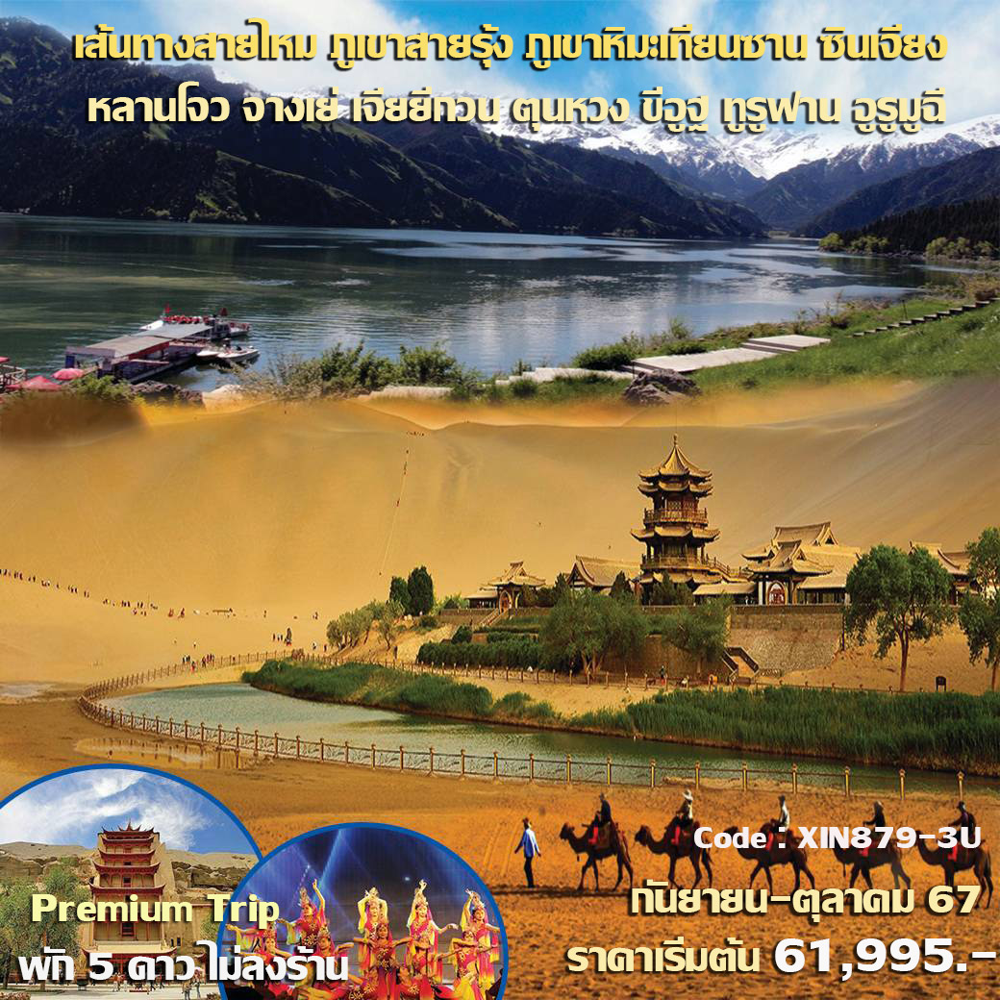 เส้นทางสายไหม ภูเขาสายรุ้ง ภูเขาหิมะเทียนซาน ซินเจียง
หลานโจว จางเย่ เจียยี่กวน ตุนหวง ขีวูฐ ทูรูฟาน อูรูมูฉี
Code : XIN879-3U
Premium Trip
กันยายน-ตุลาคม 67
พัก 5 ดาว ไม่ลงร้าน
ราคาเริ่มต้น 61,995.-